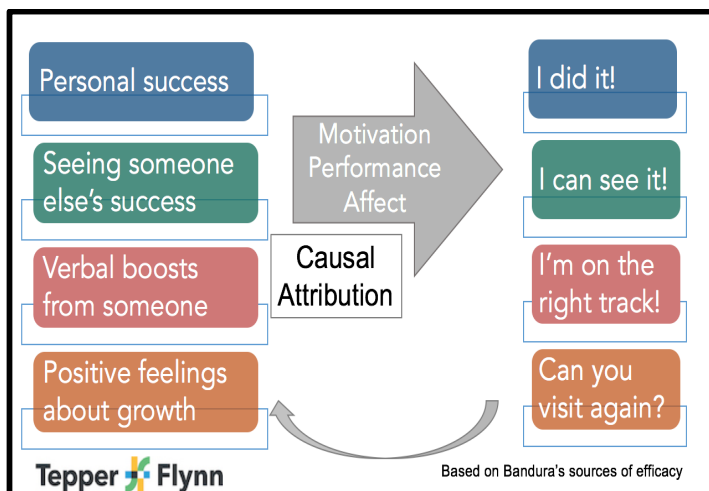 Personal success
Seeing someone
else's success
Verbal boosts
from someone
Positive feelings
about growth
Motivation
Performance
Affect
Causal
Attribution
I did it!
I can see it!
I'm on the
right track!
Can you
visit again?
Tepper Flynn
Based on Bandura's sources of efficacy